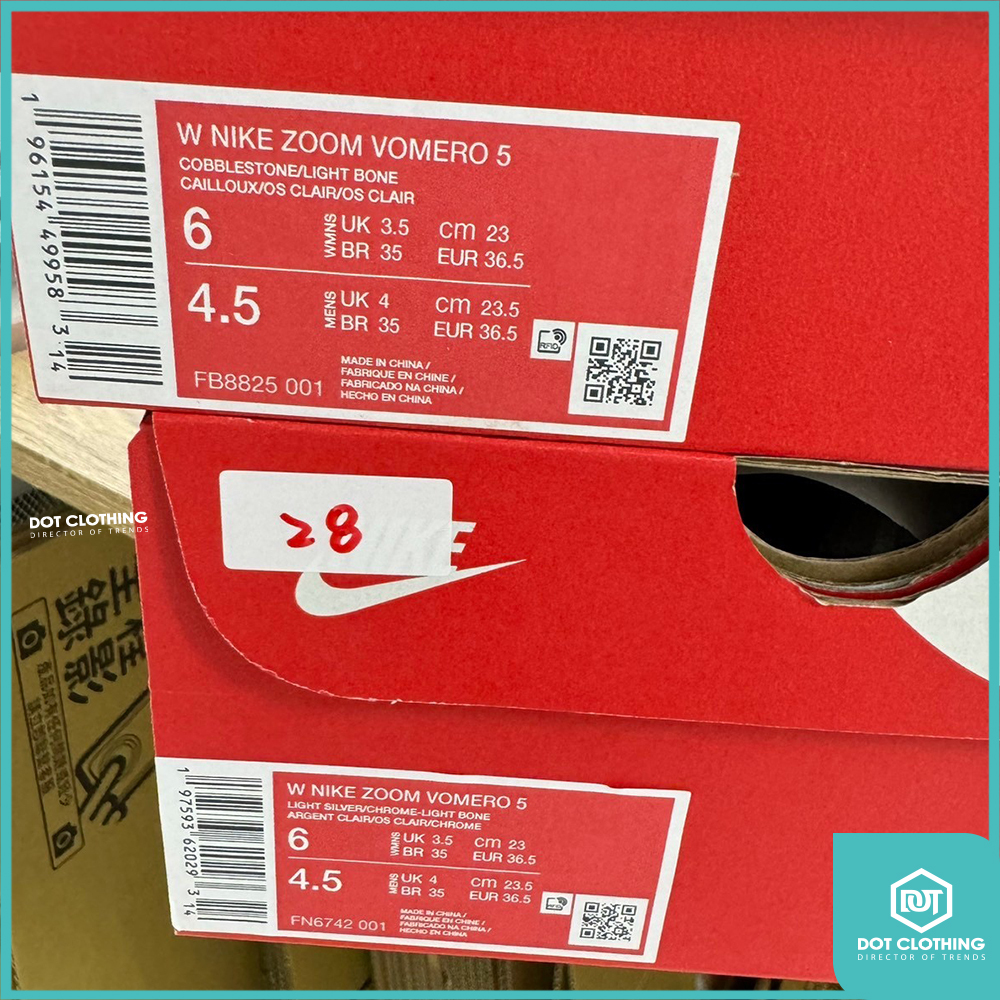 W NIKE ZOOM VOMERO 5
COBBLESTONE/LIGHT BONE
CAILLOUX/OS CLAIR/OS CLAIR
6
WMNS
UK 3.5 cm 23
BR 35 EUR 36.5
4.5
MENS
UK 4 cm 23.5
BR 35 EUR 36.5
RFID
MADE IN CHINA /
FABRIQUE EN CHINE /
FABRICADO NA CHINA /
HECHO EN CHINA
FB8825 001
1 96154 49958 3 14
28
NIKE
DOT CLOTHING
DIRECTOR OF TRENDS
W NIKE ZOOM VOMERO 5
LIGHT SILVER/CHROME-LIGHT BONE
ARGENT CLAIR/OS CLAIR/CHROME
6
WMNS
UK 3.5 cm 23
BR 35 EUR 36.5
4.5
MENS
UK 4 cm 23.5
BR 35 EUR 36.5
MADE IN CHINA /
FABRIQUE EN CHINE /
FABRICADO NA CHINA /
HECHO EN CHINA
FN6742 001
1 97593 62029 3 14
DOT
DOT CLOTHING
DIRECTOR OF TRENDS